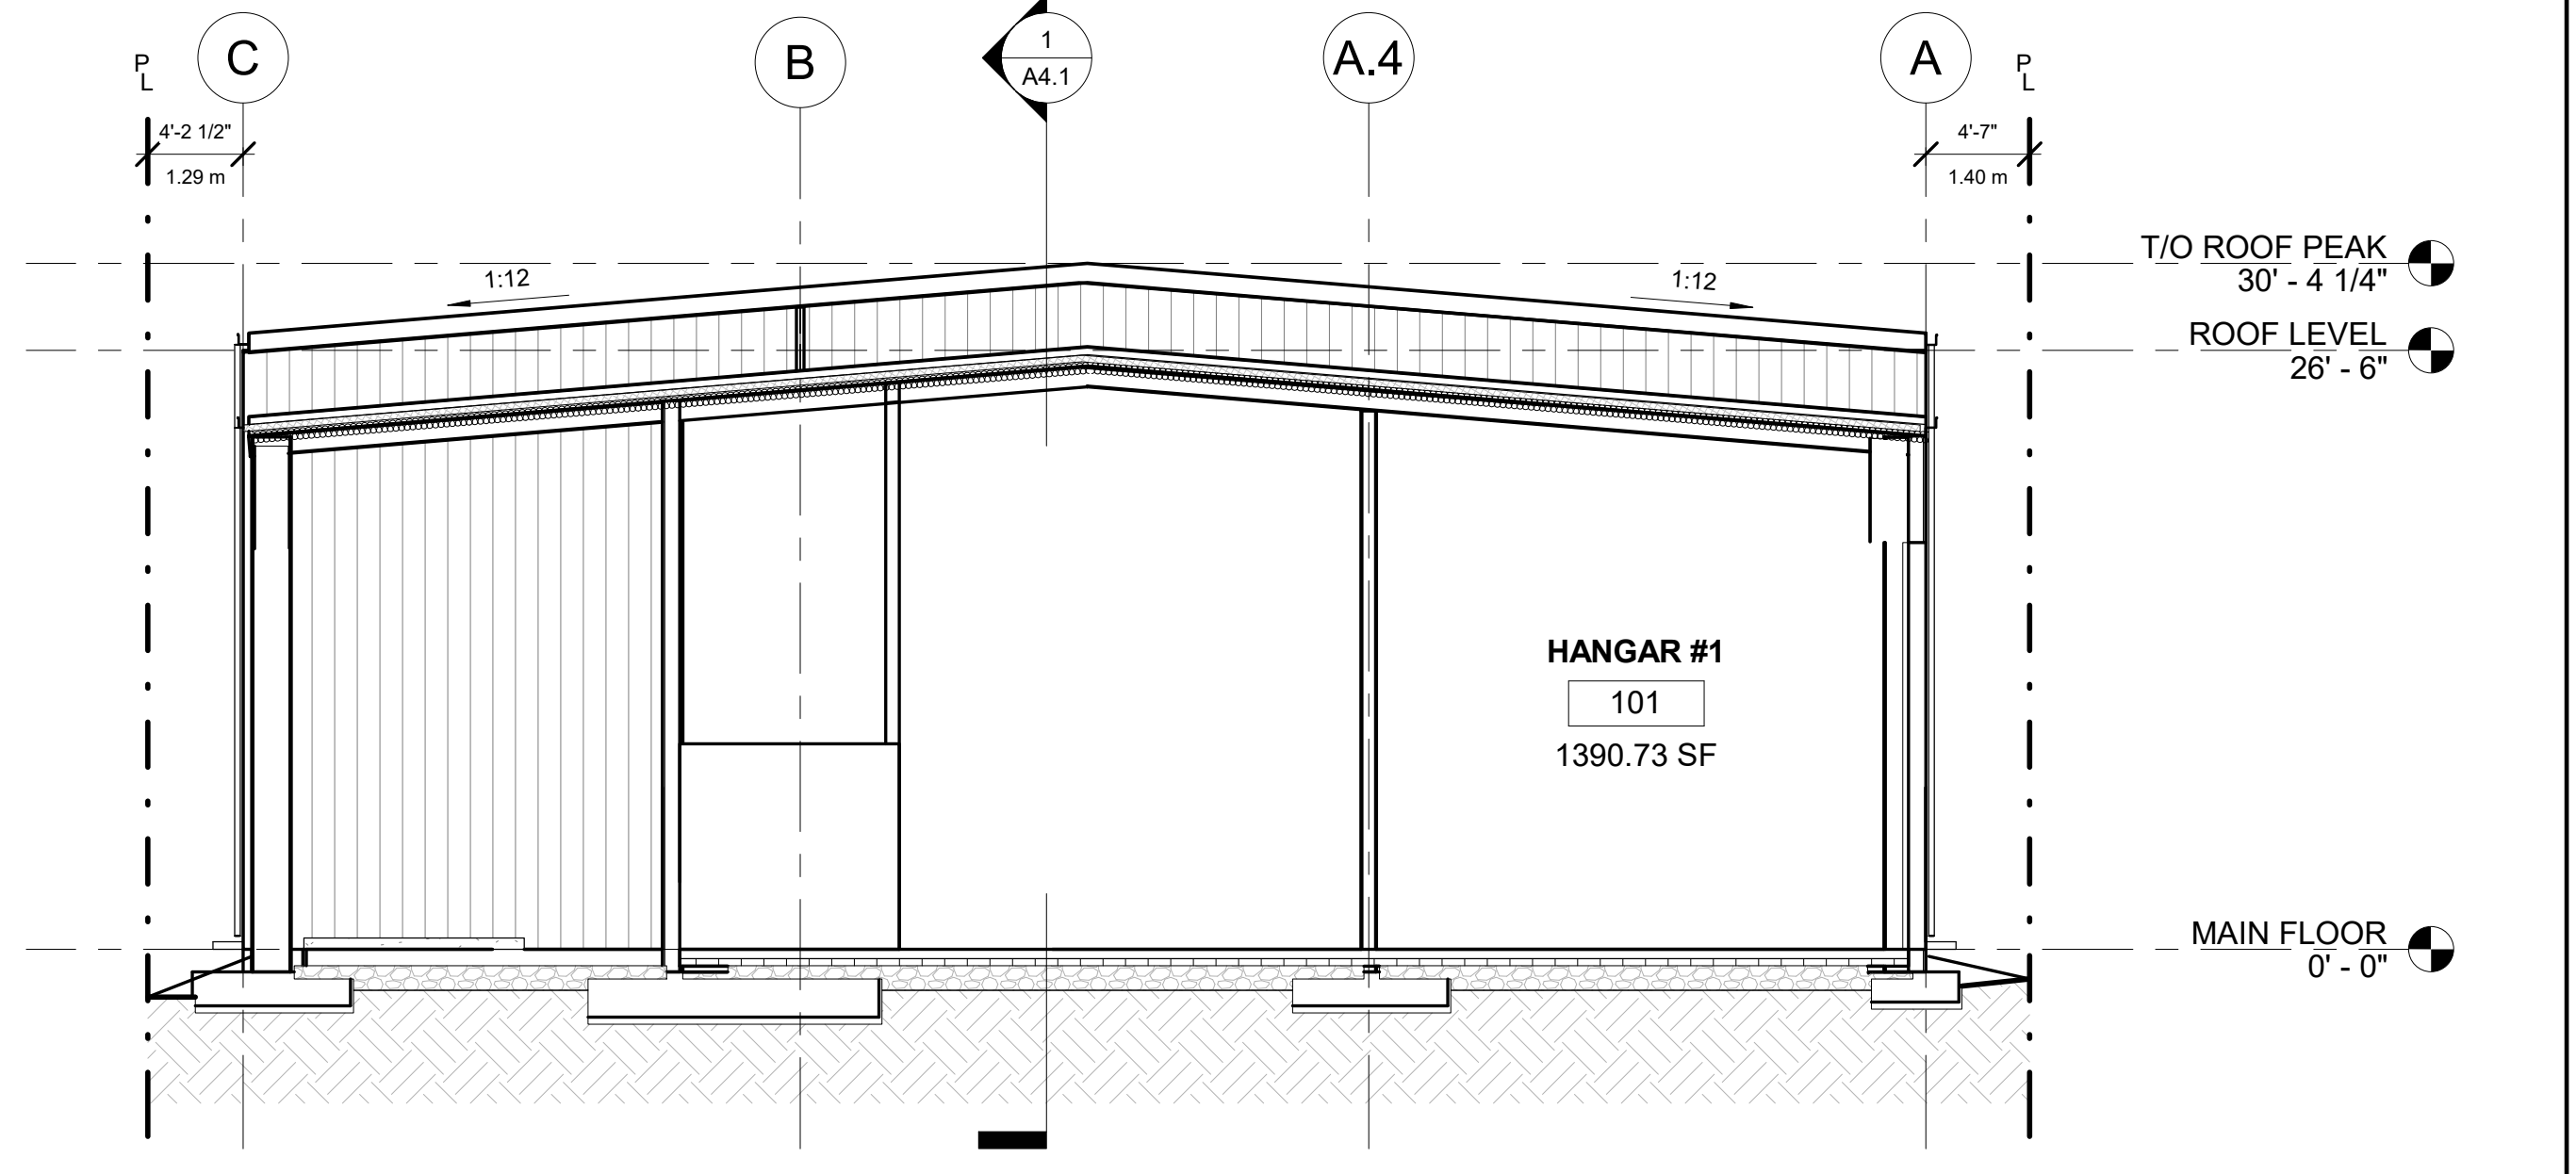 P
L
C
B
1
A4.1
A.4
A
P
L
4'-2 1/2"
1.29 m
4'-7"
1.40 m
1:12
1:12
T/O ROOF PEAK
30' - 4 1/4"
ROOF LEVEL
26' - 6"
HANGAR #1
101
1390.73 SF
MAIN FLOOR
0' - 0"